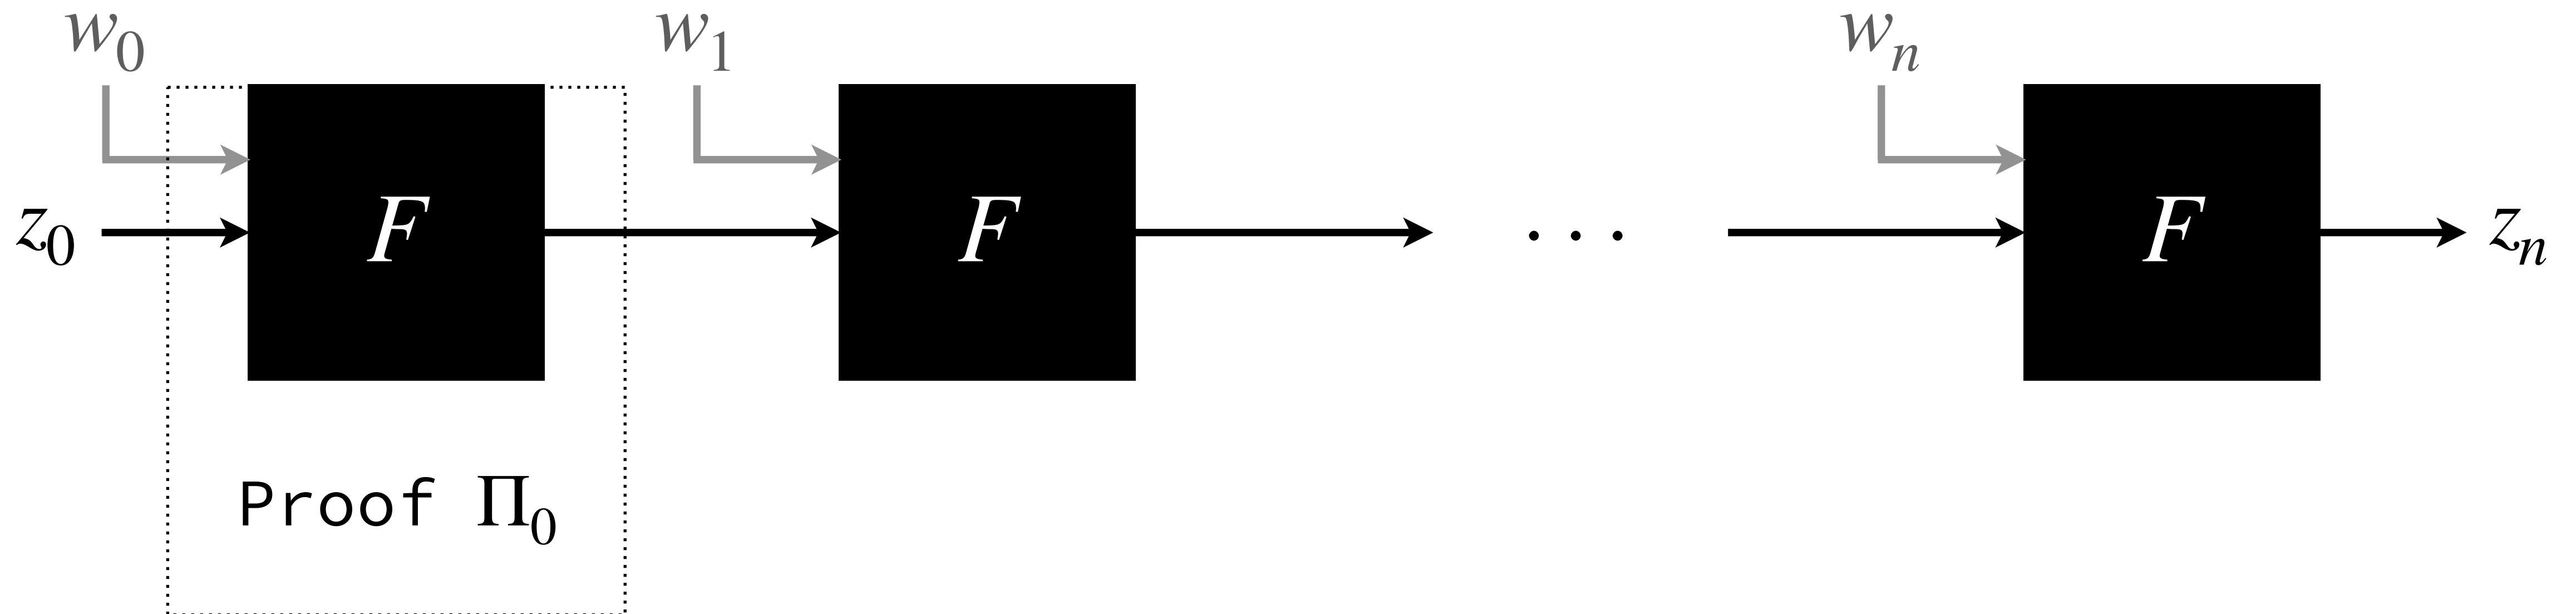 w₀ w₁ wₙ
z₀ F F . . . F zₙ
Proof Π₀